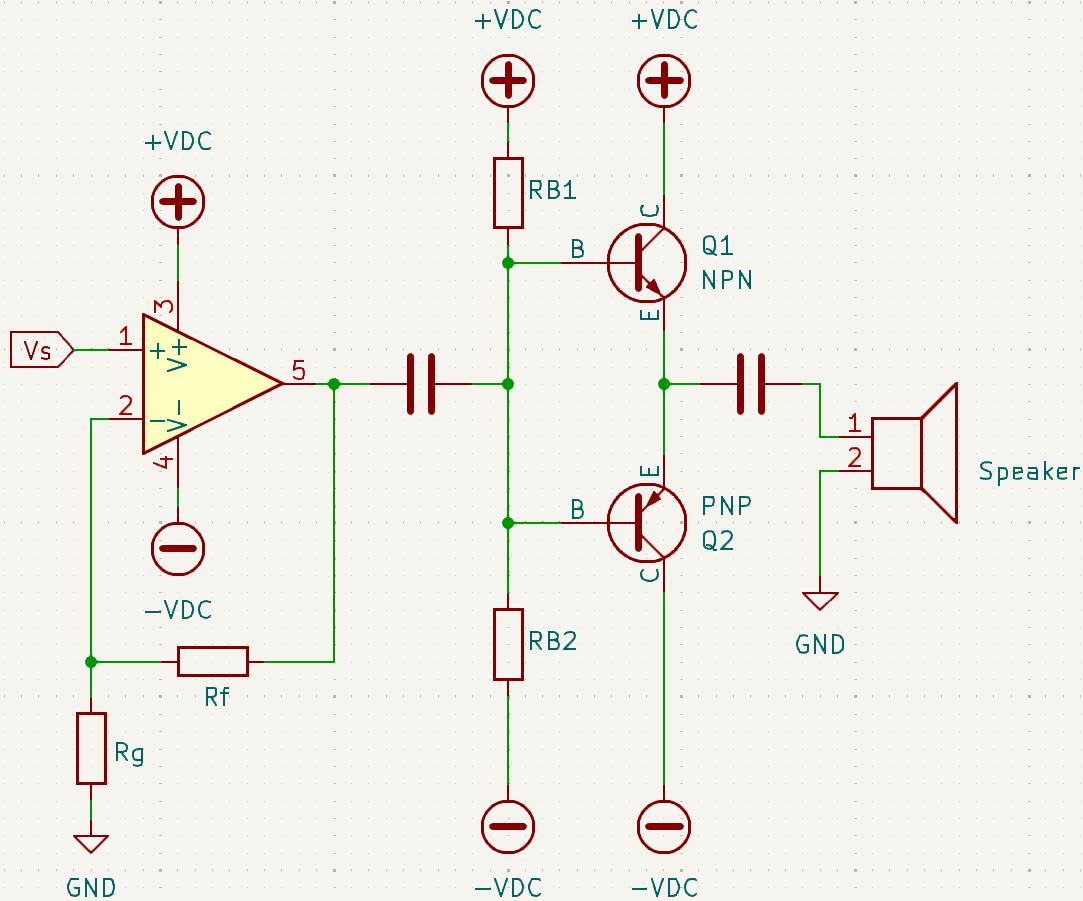 +VDC
+VDC
+VDC
RB1
C
B
Q1
NPN
E
3
1
Vs
+
V+
5
2
−
V−
4
1
2
Speaker
E
B
PNP
Q2
C
−VDC
RB2
GND
Rf
Rg
GND
−VDC
−VDC